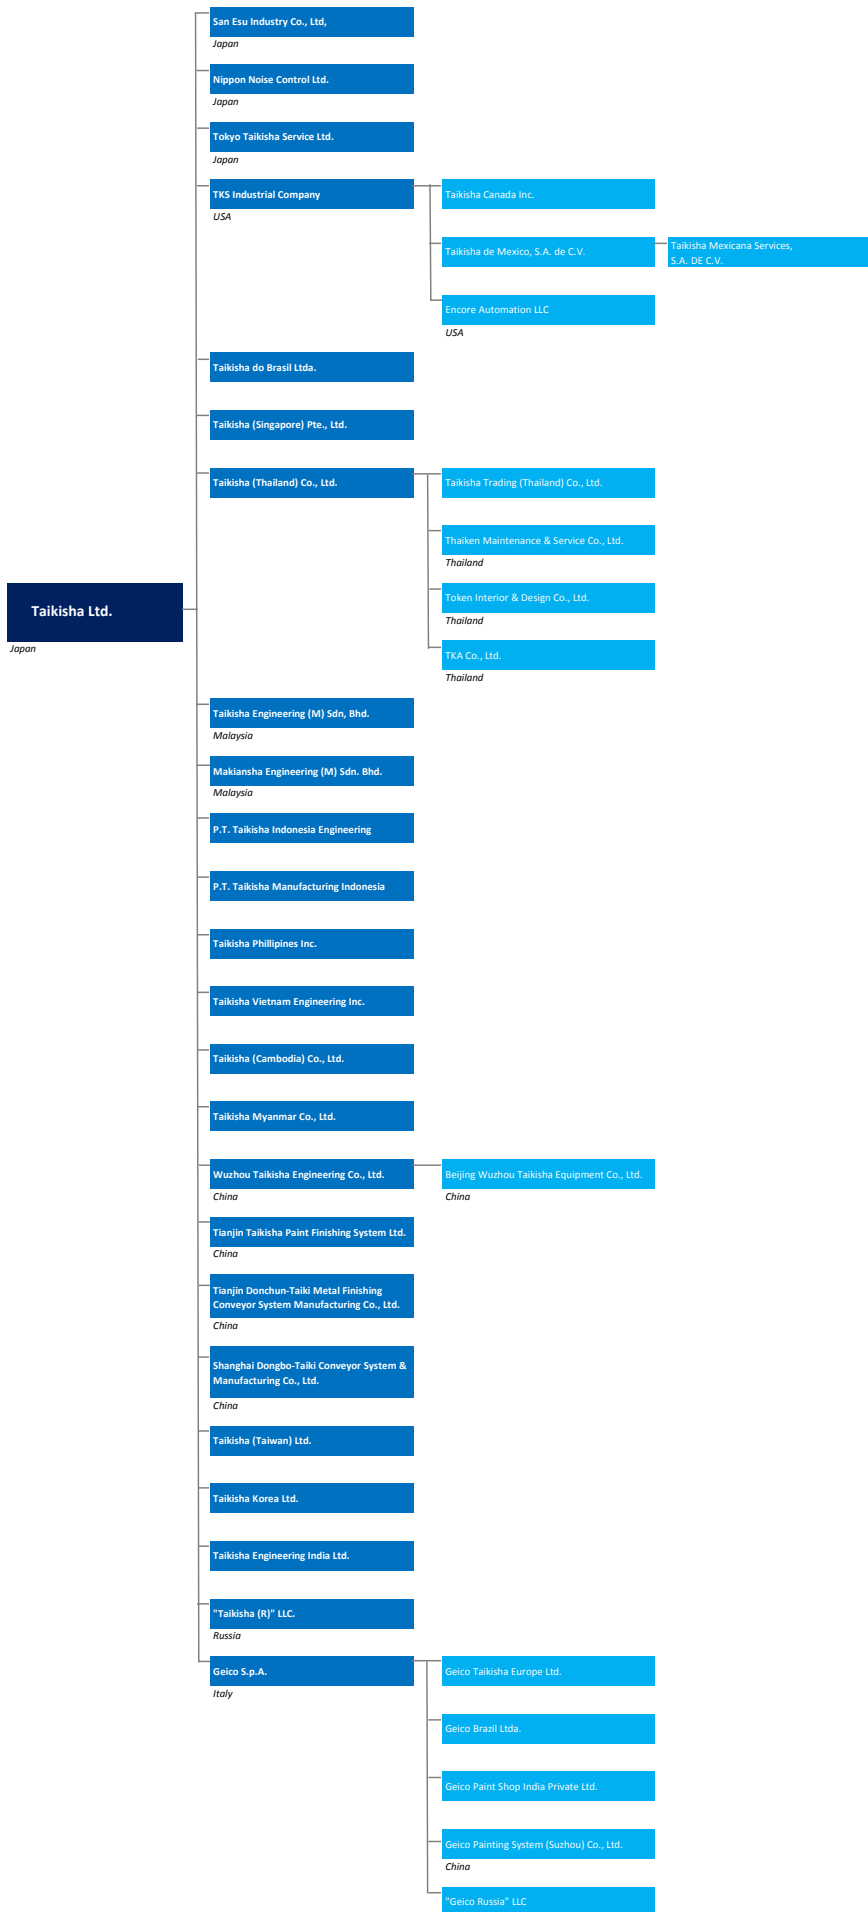 San Esu Industry Co., Ltd,
Japan
Nippon Noise Control Ltd.
Japan
Tokyo Taikisha Service Ltd.
Japan
TKS Industrial Company
USA
Taikisha Canada Inc.
Taikisha de Mexico, S.A. de C.V.
Taikisha Mexicana Services,
S.A. DE C.V.
Encore Automation LLC
USA
Taikisha do Brasil Ltda.
Taikisha (Singapore) Pte., Ltd.
Taikisha (Thailand) Co., Ltd.
Taikisha Trading (Thailand) Co., Ltd.
Thaiken Maintenance & Service Co., Ltd.
Thailand
Token Interior & Design Co., Ltd.
Thailand
TKA Co., Ltd.
Thailand
Taikisha Ltd.
Japan
Taikisha Engineering (M) Sdn, Bhd.
Malaysia
Makiansha Engineering (M) Sdn. Bhd.
Malaysia
P.T. Taikisha Indonesia Engineering
P.T. Taikisha Manufacturing Indonesia
Taikisha Phillipines Inc.
Taikisha Vietnam Engineering Inc.
Taikisha (Cambodia) Co., Ltd.
Taikisha Myanmar Co., Ltd.
Wuzhou Taikisha Engineering Co., Ltd.
China
Beijing Wuzhou Taikisha Equipment Co., Ltd.
China
Tianjin Taikisha Paint Finishing System Ltd.
China
Tianjin Donchun-Taiki Metal Finishing
Conveyor System Manufacturing Co., Ltd.
China
Shanghai Dongbo-Taiki Conveyor System &
Manufacturing Co., Ltd.
China
Taikisha (Taiwan) Ltd.
Taikisha Korea Ltd.
Taikisha Engineering India Ltd.
"Taikisha (R)" LLC.
Russia
Geico S.p.A.
Italy
Geico Taikisha Europe Ltd.
Geico Brazil Ltda.
Geico Paint Shop India Private Ltd.
Geico Painting System (Suzhou) Co., Ltd.
China
"Geico Russia" LLC